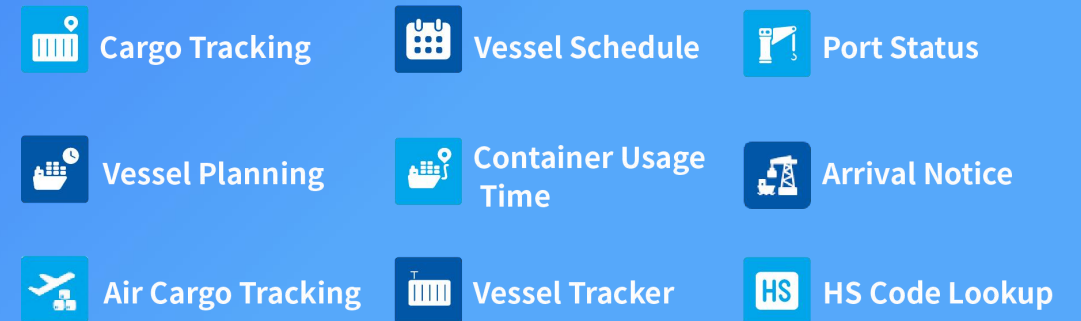 Cargo Tracking
Vessel Schedule
Port Status
Vessel Planning
Container Usage
Time
Arrival Notice
Air Cargo Tracking
Vessel Tracker
HS
HS Code Lookup